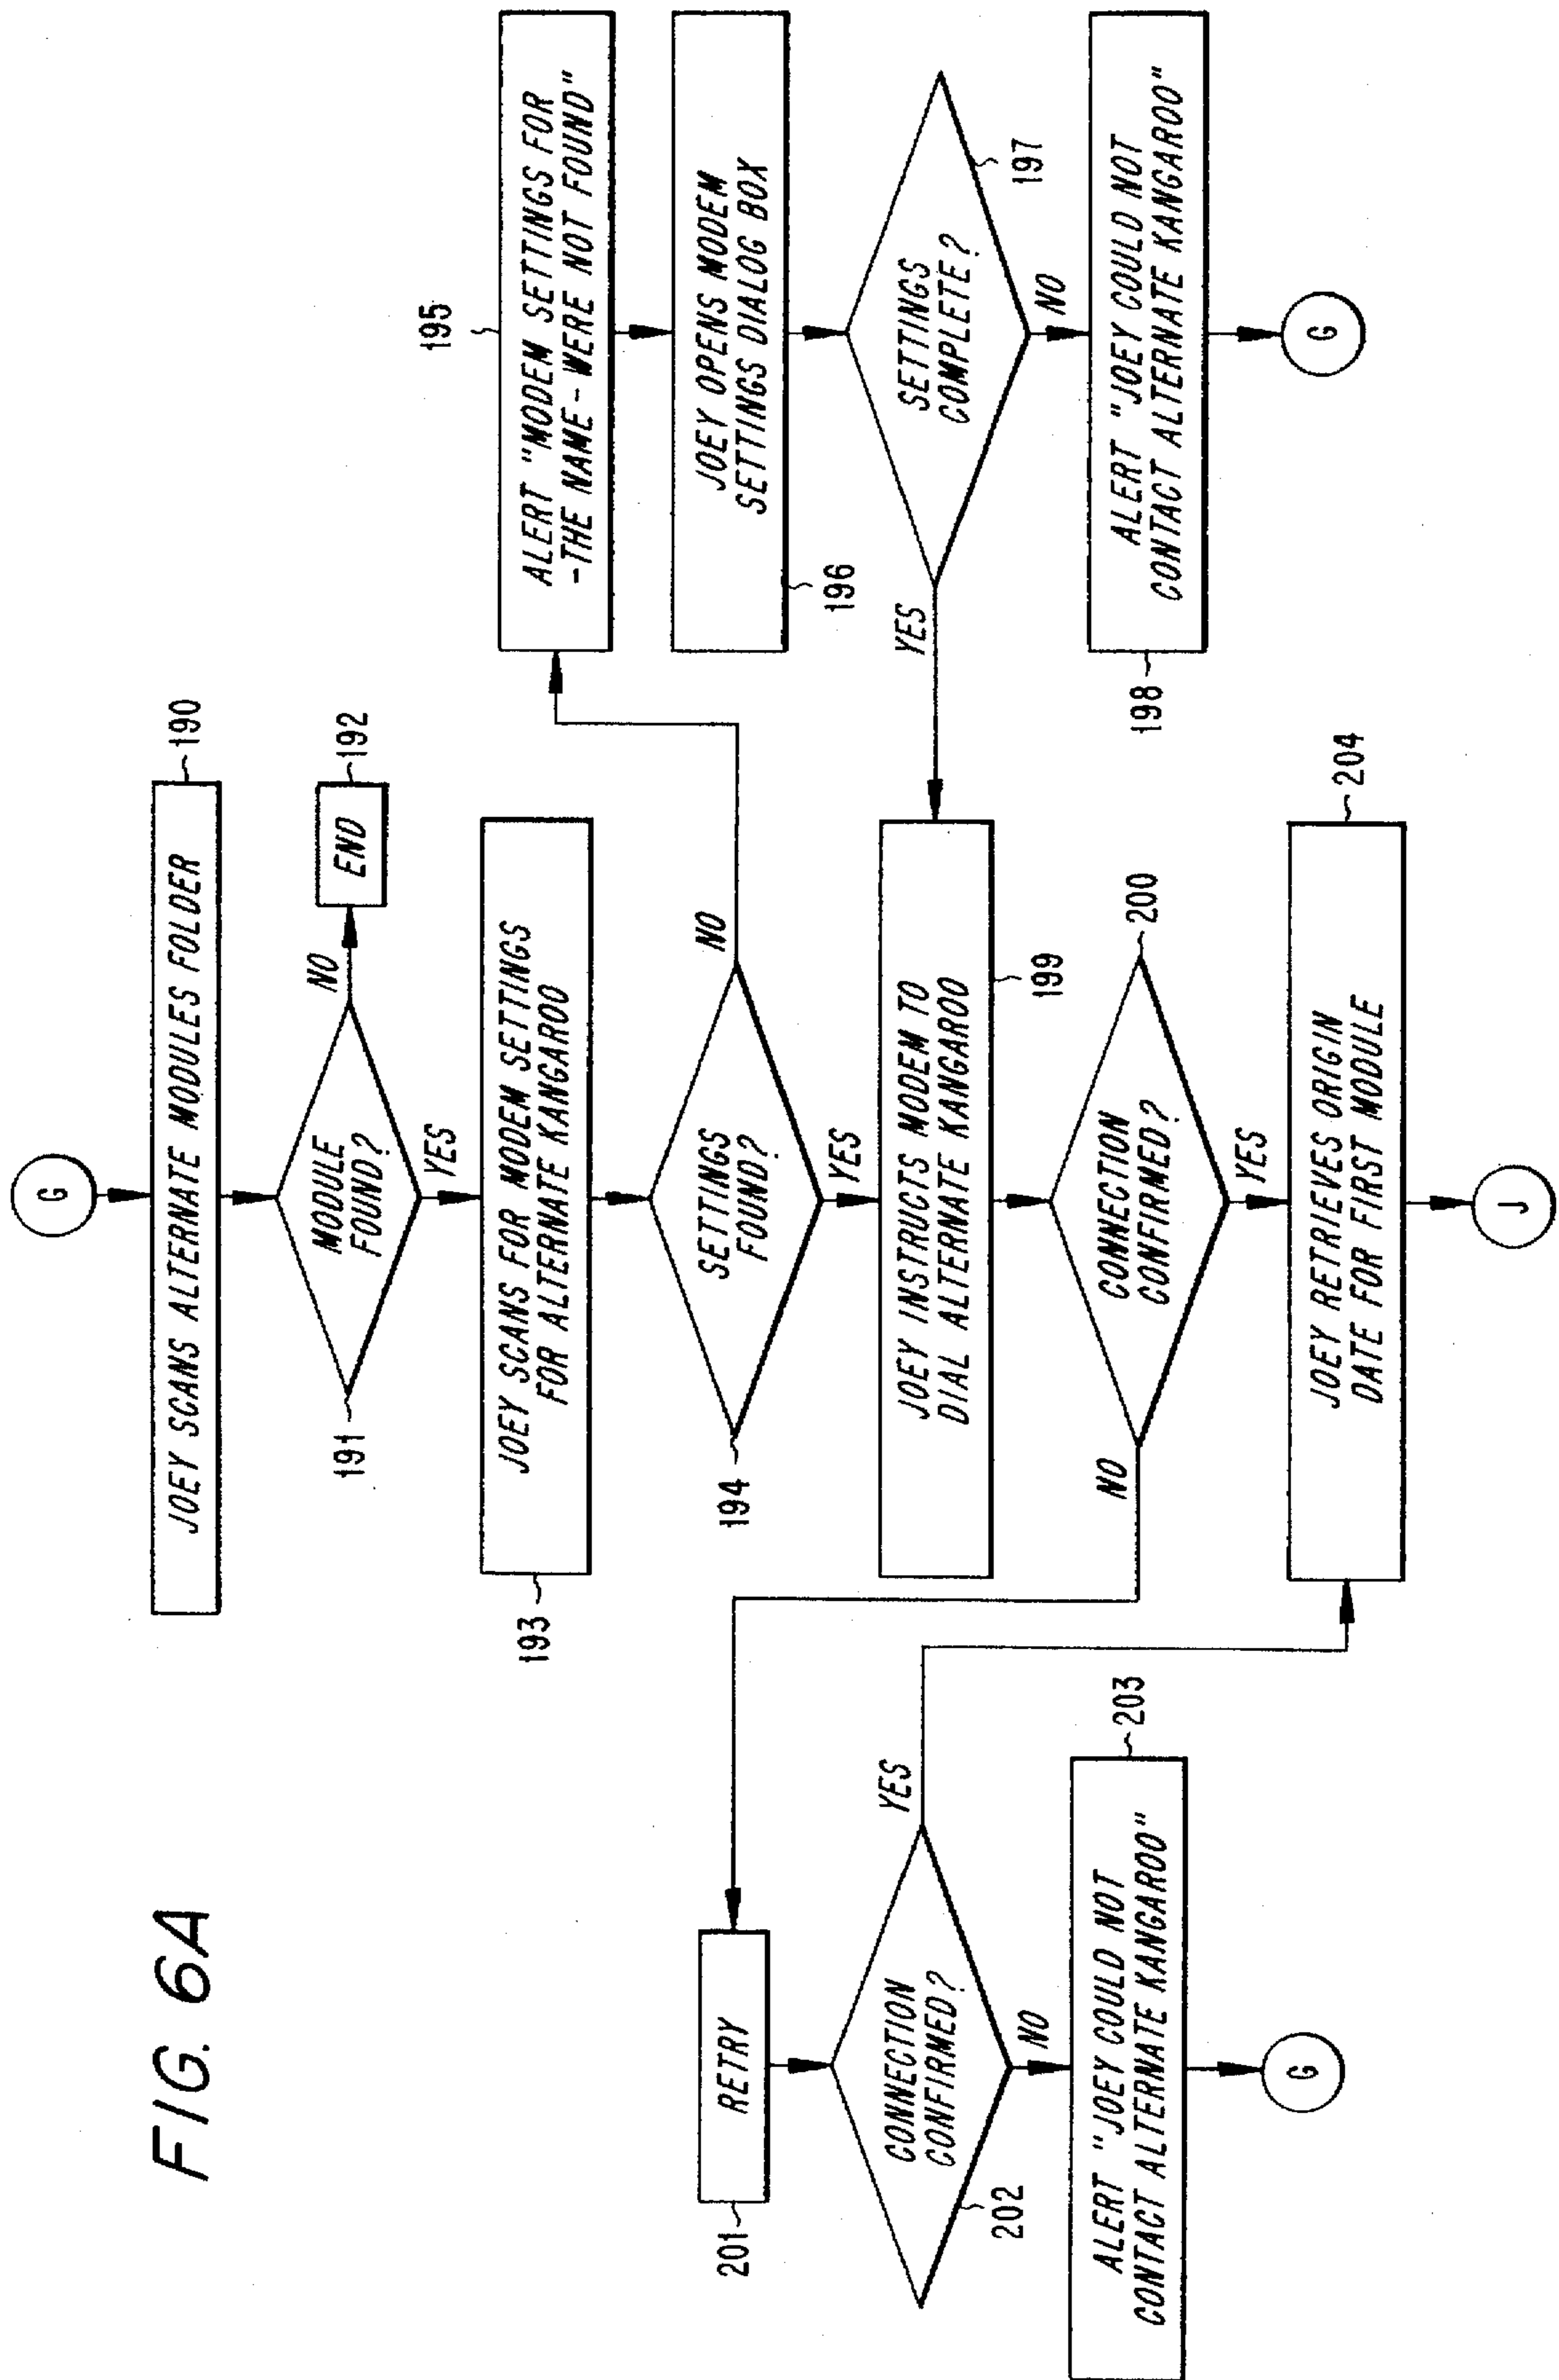 FIG. 6A
G
JOEY SCANS ALTERNATE MODULES FOLDER
190
MODULE
FOUND?
191
NO
END
192
YES
JOEY SCANS FOR MODEM SETTINGS
FOR ALTERNATE KANGAROO
193
SETTINGS
FOUND?
194
NO
YES
ALERT "MODEM SETTINGS FOR
-THE NAME- WERE NOT FOUND"
195
JOEY OPENS MODEM
SETTINGS DIALOG BOX
196
SETTINGS
COMPLETE?
197
YES
NO
ALERT "JOEY COULD NOT
CONTACT ALTERNATE KANGAROO"
198
G
JOEY INSTRUCTS MODEM TO
DIAL ALTERNATE KANGAROO
199
CONNECTION
CONFIRMED?
200
NO
YES
RETRY
201
CONNECTION
CONFIRMED?
202
YES
NO
ALERT "JOEY COULD NOT
CONTACT ALTERNATE KANGAROO"
203
G
JOEY RETRIEVES ORIGIN
DATE FOR FIRST MODULE
204
J